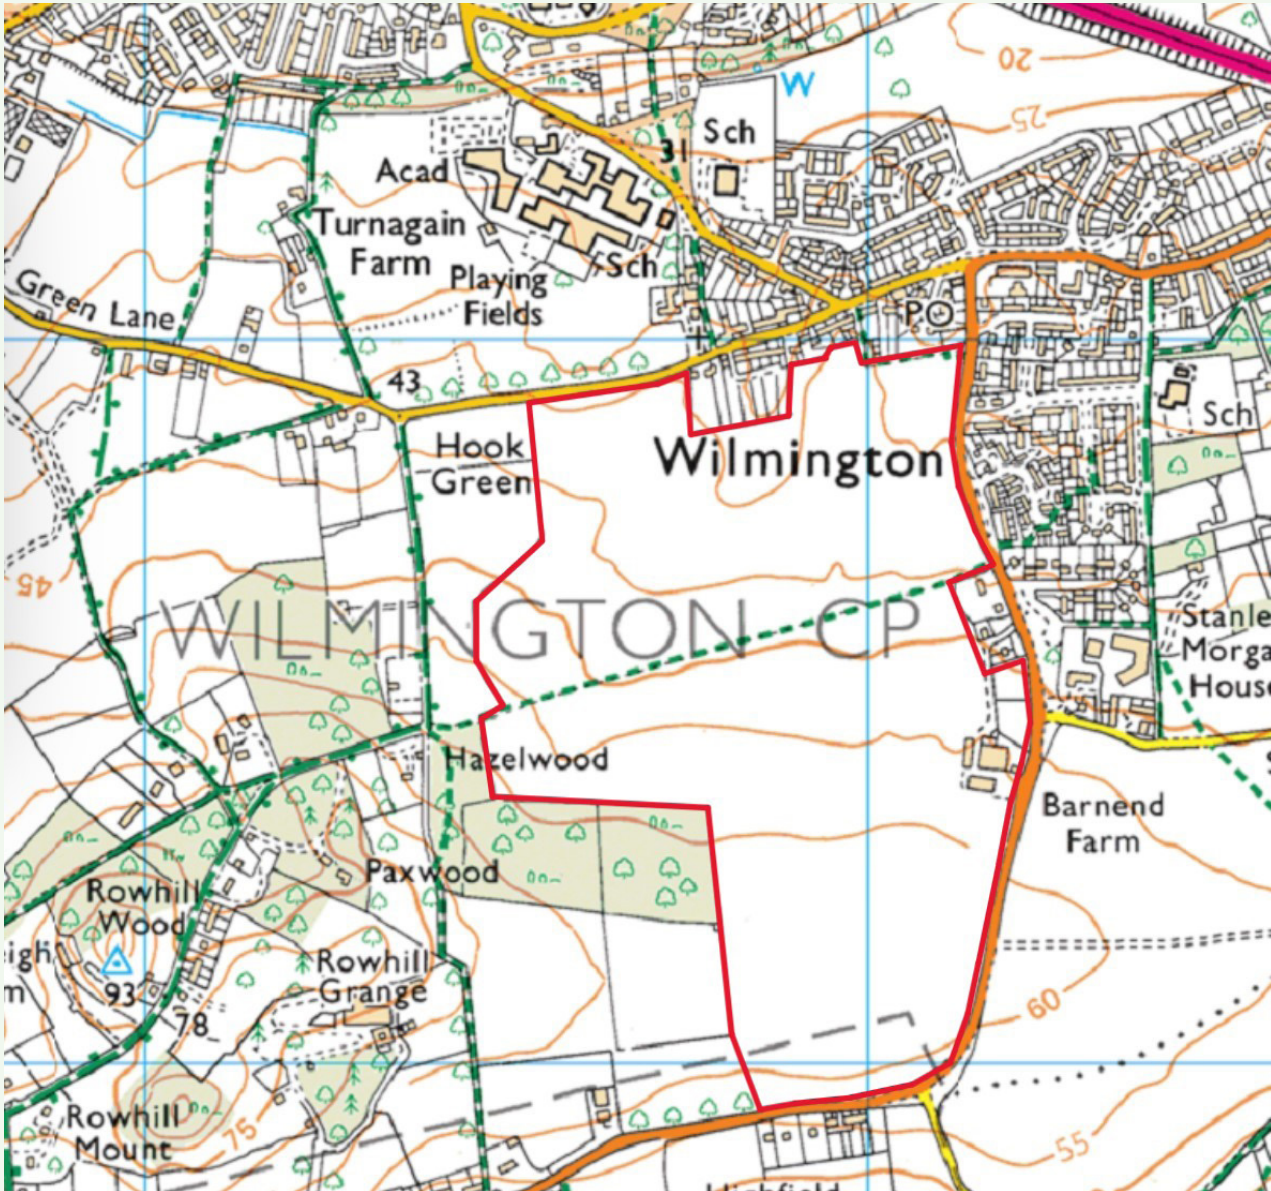 20
W
25
Sch
31
Acad
Turnagain
Farm
Sch
Playing
Fields
Green Lane
PO
43
Hook
Green
Wilmington
Sch
45
WILMINGTON CP
Stanle
Morga
House
Hazelwood
Barnend
Farm
Paxwood
Rowhill
Wood
igh
m
93
78
Rowhill
Grange
60
Rowhill
Mount
75
55